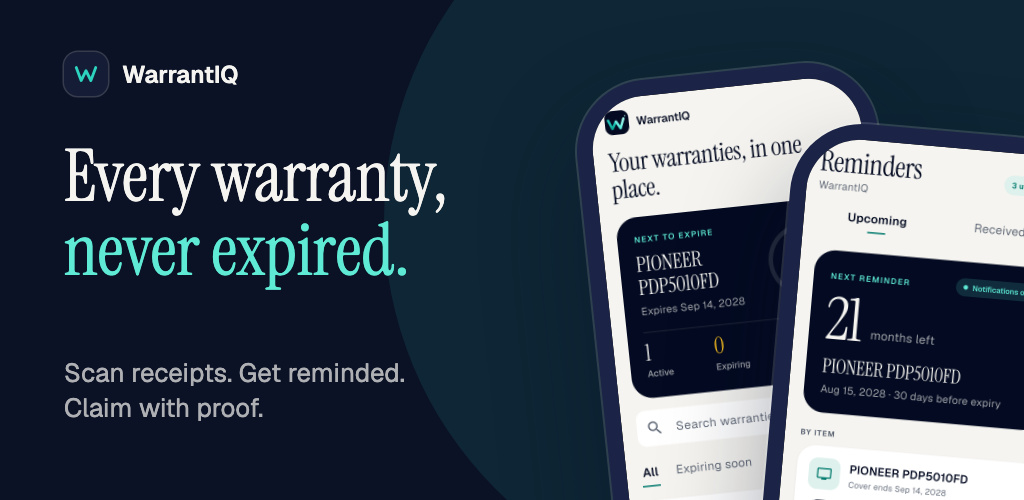 WarrantIQ
Every warranty,
never expired.
Scan receipts. Get reminded.
Claim with proof.
WarrantIQ
Your warranties, in one
place.
NEXT TO EXPIRE
PIONEER
PDP5010FD
Expires Sep 14, 2028
1
0
Active
Expiring
Search
All
Expiring soon
Reminders
WarrantIQ
3
Upcoming
Received
NEXT REMINDER
Notifications
21 months left
PIONEER PDP5010FD
Aug 15, 2028 · 30 days before expiry
BY ITEM
PIONEER PDP5010FD
Cover ends Sep 14, 2028